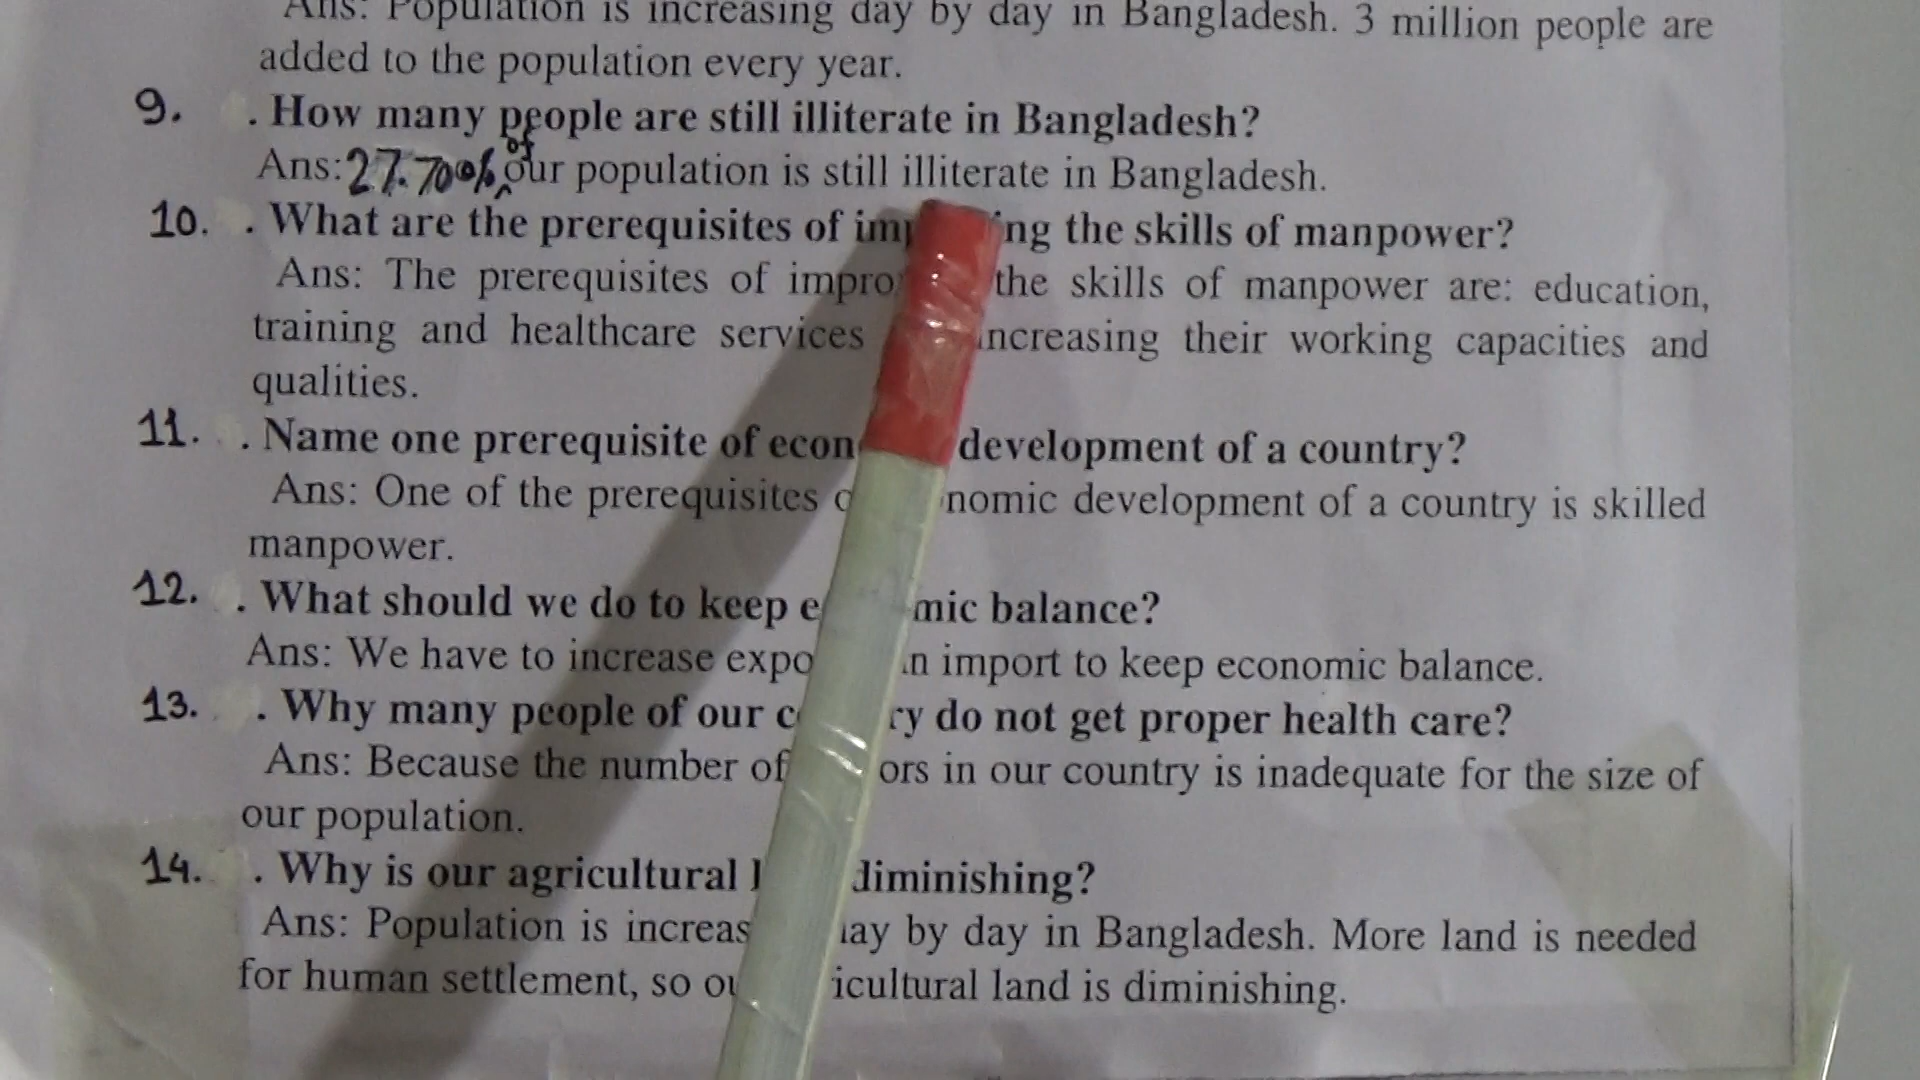 Ans: Population is increasing day by day in Bangladesh. 3 million people are
added to the population every year.
9. . How many people are still illiterate in Bangladesh?
Ans: 27.70% of our population is still illiterate in Bangladesh.
10. . What are the prerequisites of ing the skills of manpower?
Ans: The prerequisites of impro the skills of manpower are: education,
training and healthcare services increasing their working capacities and
qualities.
11. . Name one prerequisite of econ development of a country?
Ans: One of the prerequisites nomic development of a country is skilled
manpower.
12. . What should we do to keep e mic balance?
Ans: We have to increase expo n import to keep economic balance.
13. . Why many people of our c ry do not get proper health care?
Ans: Because the number of ors in our country is inadequate for the size of
our population.
14. . Why is our agricultural diminishing?
Ans: Population is increas day by day in Bangladesh. More land is needed
for human settlement, so icultural land is diminishing.